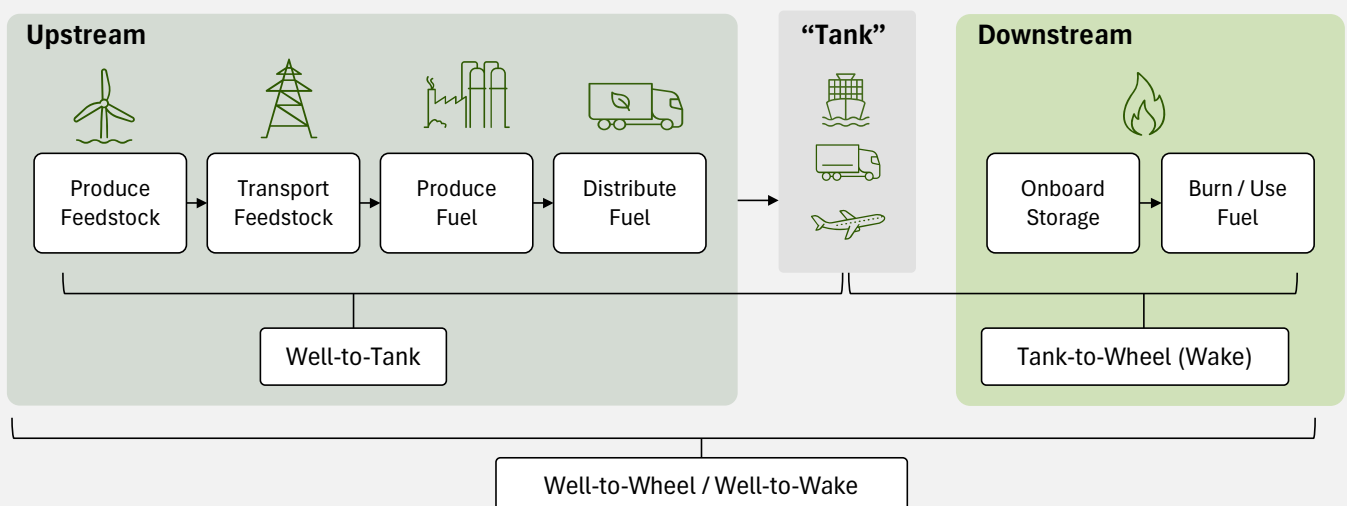 Upstream
“Tank”
Downstream
Produce
Feedstock
Transport
Feedstock
Produce
Fuel
Distribute
Fuel
Onboard
Storage
Burn / Use
Fuel
Well-to-Tank
Tank-to-Wheel (Wake)
Well-to-Wheel / Well-to-Wake